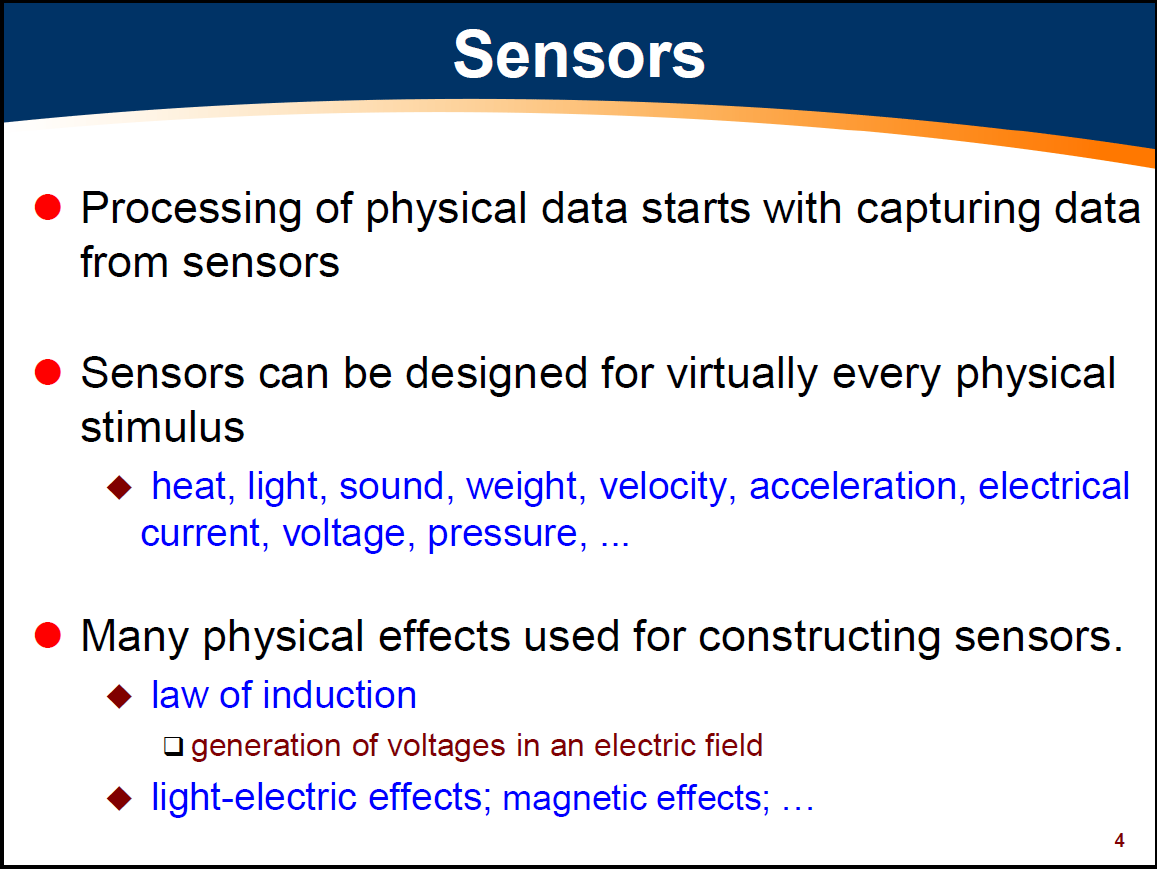 Sensors
Processing of physical data starts with capturing data
from sensors
Sensors can be designed for virtually every physical
stimulus
heat, light, sound, weight, velocity, acceleration, electrical
current, voltage, pressure, ...
Many physical effects used for constructing sensors.
law of induction
generation of voltages in an electric field
light-electric effects; magnetic effects; …
4